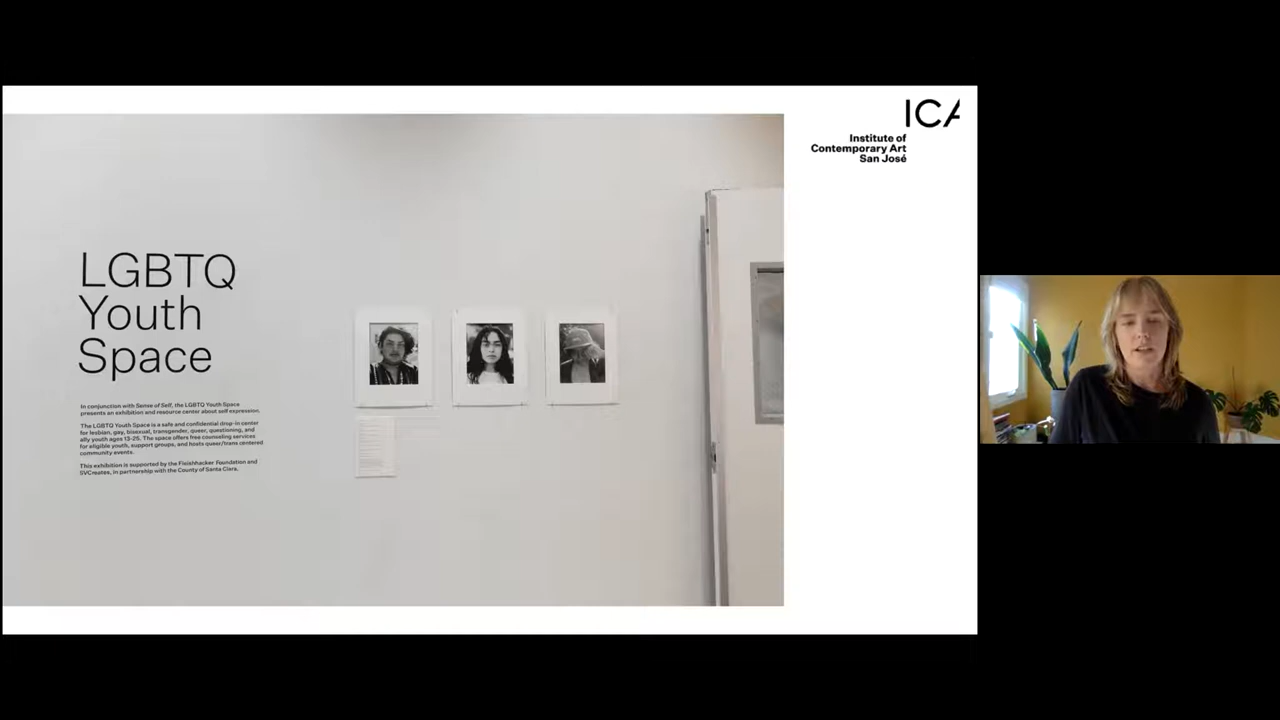 LGBTQ
Youth
Space
In conjunction with Sense of Self, the LGBTQ Youth Space
presents an exhibition and resource center about self expression.
The LGBTQ Youth Space is a safe and confidential drop-in center
for lesbian, gay, bisexual, transgender, queer, questioning, and
ally youth ages 13-25. The space offers free counseling services
for eligible youth, support groups, and hosts queer/trans centered
community events.
This exhibition is supported by the Finishhacker Foundation and
SVCreates, in partnership with the County of Santa Clara.
ICA
Institute of
Contemporary Art
San José